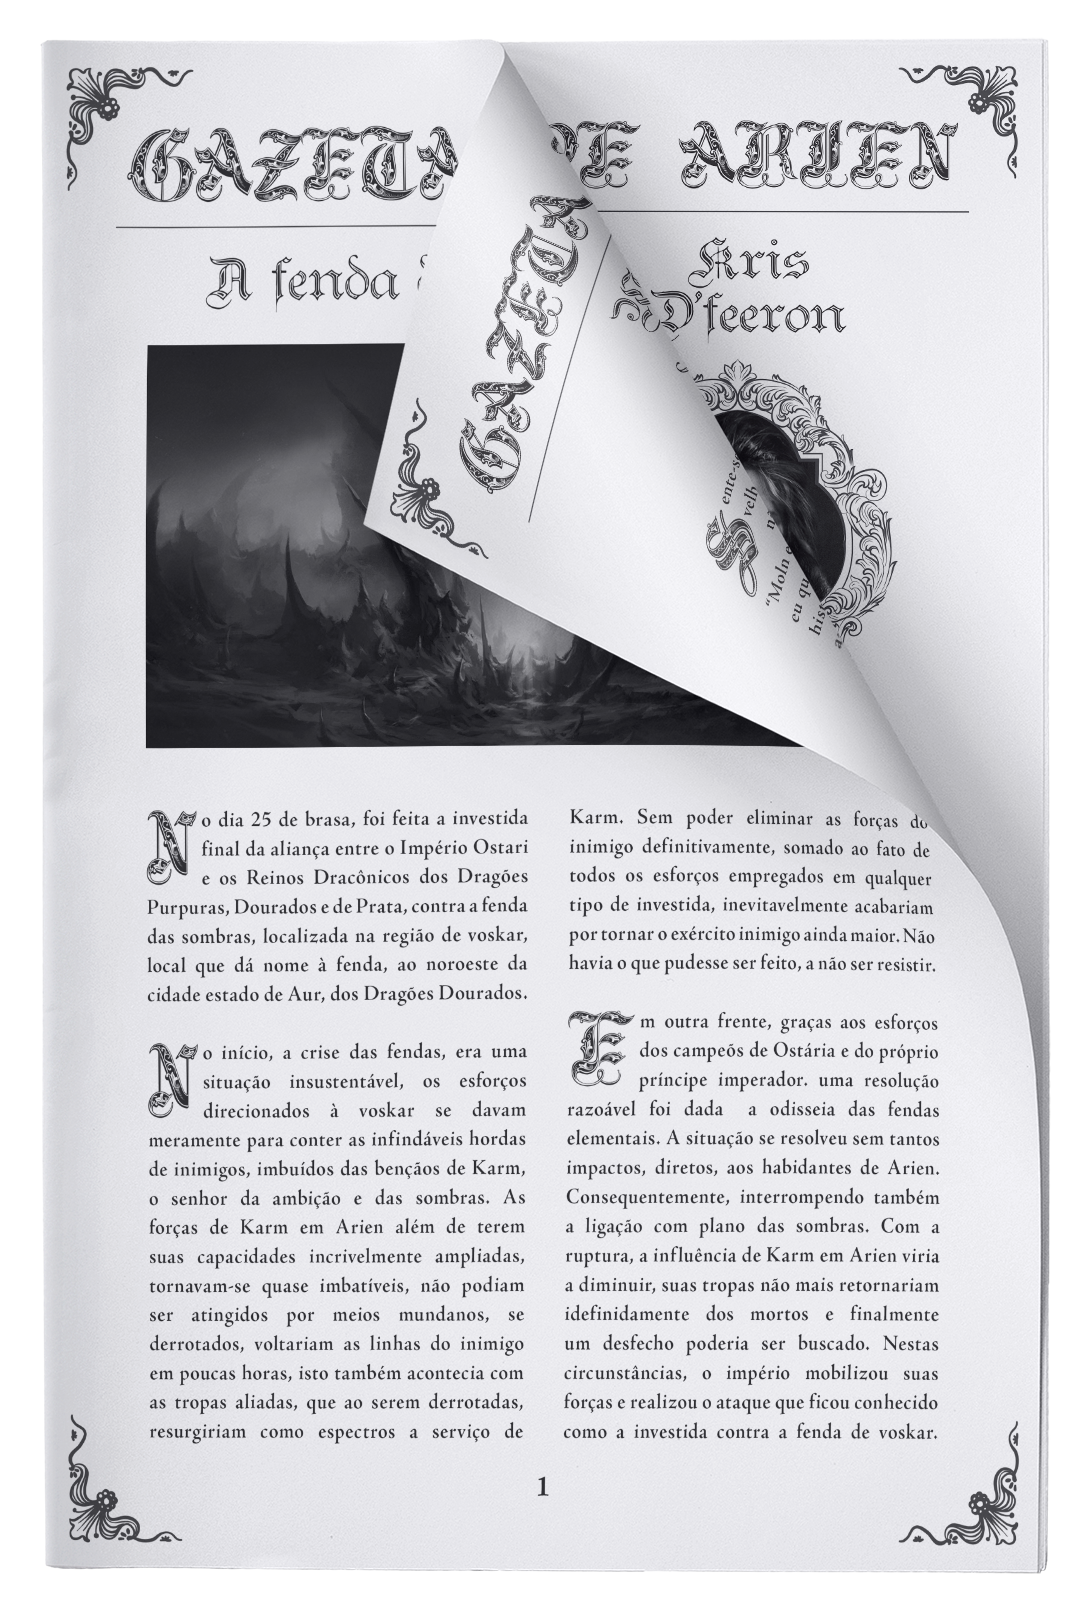 GAZETA DE ARIEN
A fenda
Kris
D'feeron
GAZETA
ente-s
velh
"Moln e
eu qu
his
No dia 25 de brasa, foi feita a investida
final da aliança entre o Império Ostari
e os Reinos Dracônicos dos Dragões
Purpuras, Dourados e de Prata, contra a fenda
das sombras, localizada na região de voskar,
local que dá nome à fenda, ao noroeste da
cidade estado de Aur, dos Dragões Dourados.
No início, a crise das fendas, era uma
situação insustentável, os esforços
direcionados à voskar se davam
meramente para conter as infindáveis hordas
de inimigos, imbuídos das bençãos de Karm,
o senhor da ambição e das sombras. As
forças de Karm em Arien além de terem
suas capacidades incrivelmente ampliadas,
tornavam-se quase imbatíveis, não podiam
ser atingidos por meios mundanos, se
derrotados, voltariam as linhas do inimigo
em poucas horas, isto também acontecia com
as tropas aliadas, que ao serem derrotadas,
resurgiriam como espectros a serviço de
Karm. Sem poder eliminar as forças do
inimigo definitivamente, somado ao fato de
todos os esforços empregados em qualquer
tipo de investida, inevitavelmente acabariam
por tornar o exército inimigo ainda maior. Não
havia o que pudesse ser feito, a não ser resistir.
Em outra frente, graças aos esforços
dos campeós de Ostária e do próprio
príncipe imperador. uma resolução
razoável foi dada a odisseia das fendas
elementais. A situação se resolveu sem tantos
impactos, diretos, aos habidantes de Arien.
Consequentemente, interrompendo também
a ligação com plano das sombras. Com a
ruptura, a influência de Karm em Arien viria
a diminuir, suas tropas não mais retornariam
idefinidamente dos mortos e finalmente
um desfecho poderia ser buscado. Nestas
circunstâncias, o império mobilizou suas
forças e realizou o ataque que ficou conhecido
como a investida contra a fenda de voskar.
1